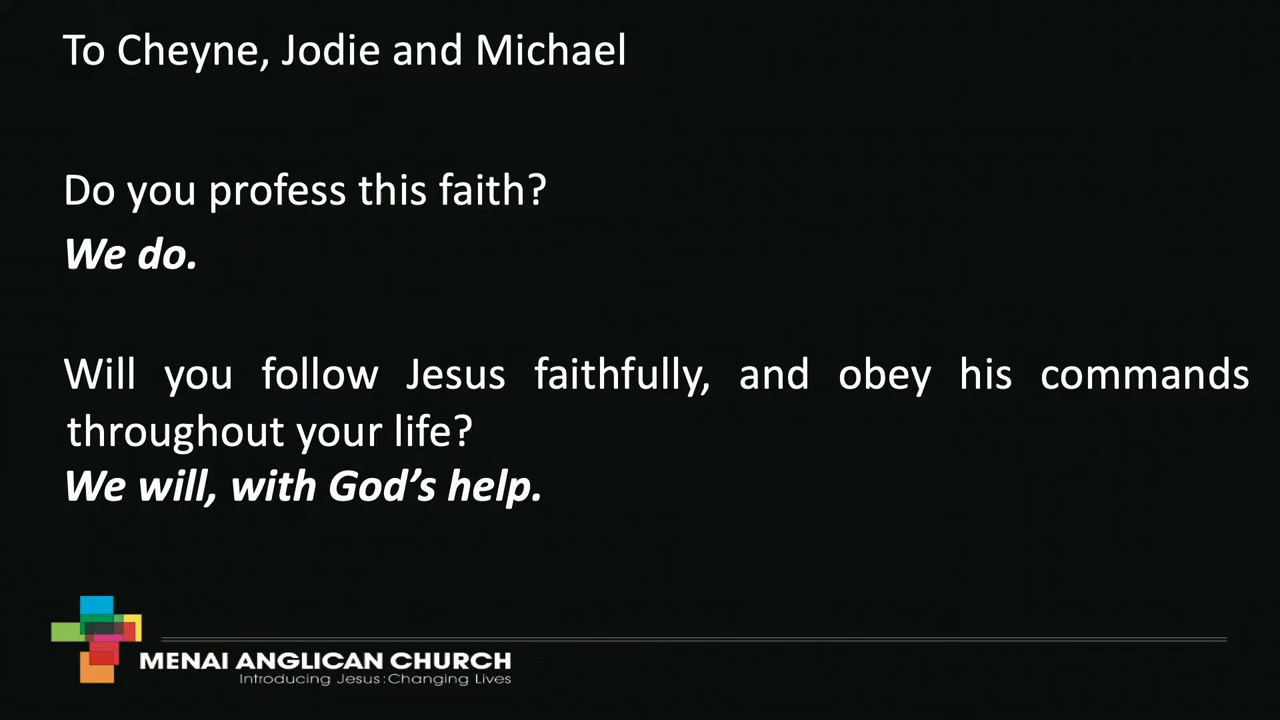 To Cheyne, Jodie and Michael
Do you profess this faith?
We do.
Will you follow Jesus faithfully, and obey his commands
throughout your life?
We will, with God’s help.
MENAI ANGLICAN CHURCH
Introducing Jesus:Changing Lives